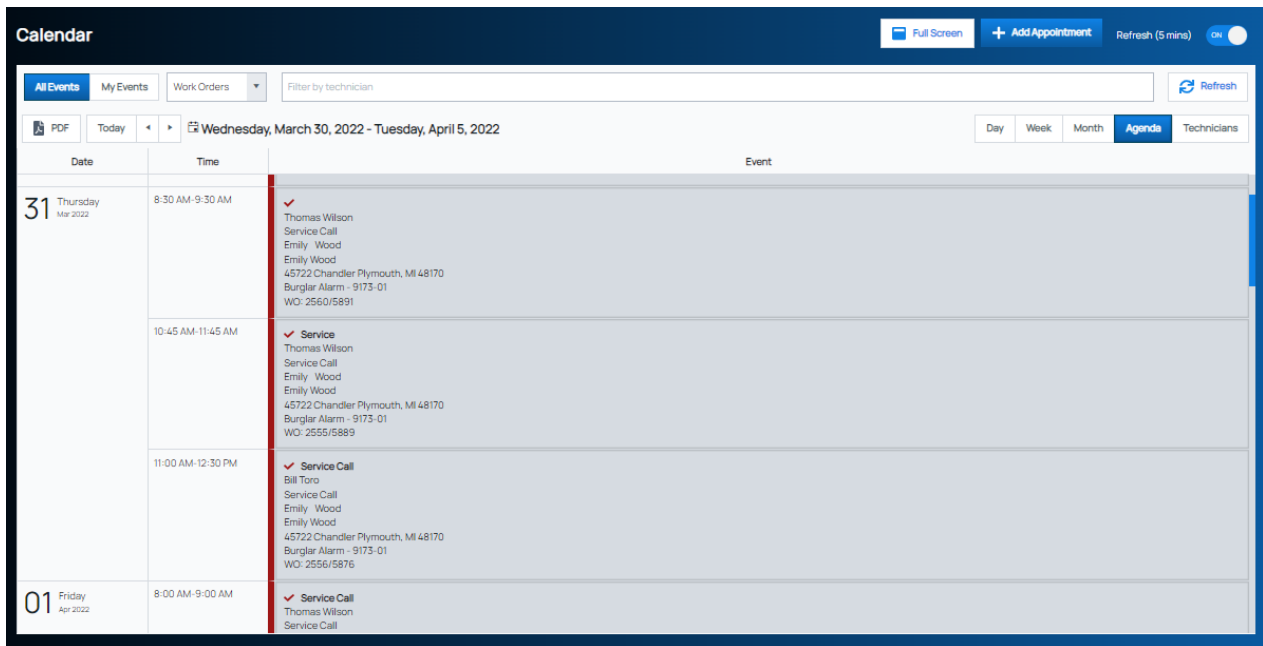 Calendar
Full Screen
Add Appointment
Refresh (5 mins)
ON
All Events
My Events
Work Orders
Filter by technician
Refresh
PDF
Today
Wednesday, March 30, 2022 - Tuesday, April 5, 2022
Day
Week
Month
Agenda
Technicians
Date
Time
Event
31
Thursday
Mar 2022
8:30 AM-9:30 AM
Thomas Wilson
Service Call
Emily Wood
Emily Wood
45722 Chandler Plymouth, MI 48170
Burglar Alarm - 9173-01
WO: 2560/5891
10:45 AM-11:45 AM
Service
Thomas Wilson
Service Call
Emily Wood
Emily Wood
45722 Chandler Plymouth, MI 48170
Burglar Alarm - 9173-01
WO: 2555/5889
11:00 AM-12:30 PM
Service Call
Bill Toro
Service Call
Emily Wood
Emily Wood
45722 Chandler Plymouth, MI 48170
Burglar Alarm - 9173-01
WO: 2556/5876
01
Friday
Apr 2022
8:00 AM-9:00 AM
Service Call
Thomas Wilson
Service Call